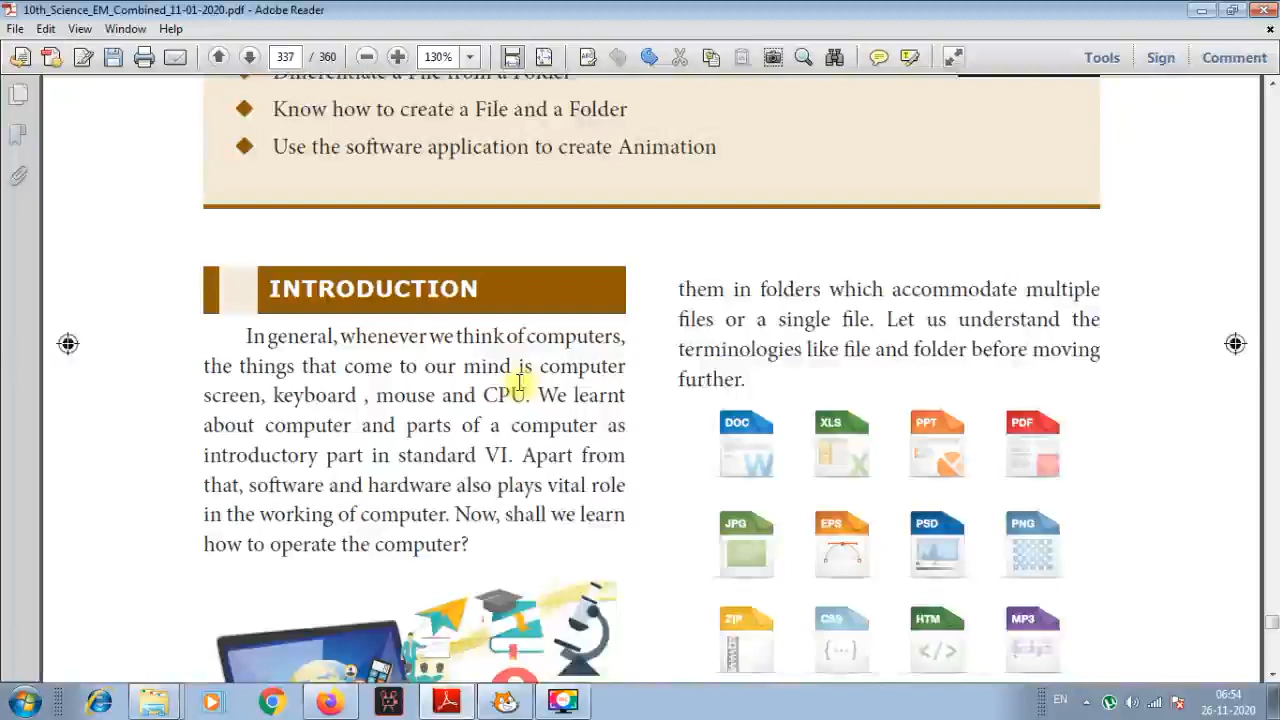 10th_Science_EM_Combined_11-01-2020.pdf - Adobe Reader
File Edit View Window Help
337 / 360 130% Tools Sign Comment
Differentiate a File from a Folder
Know how to create a File and a Folder
Use the software application to create Animation
INTRODUCTION
In general, whenever we think of computers,
the things that come to our mind is computer
screen, keyboard , mouse and CPU. We learnt
about computer and parts of a computer as
introductory part in standard VI. Apart from
that, software and hardware also plays vital role
in the working of computer. Now, shall we learn
how to operate the computer?
them in folders which accommodate multiple
files or a single file. Let us understand the
terminologies like file and folder before moving
further.
DOC XLS PPT PDF
JPG EPS PSD PNG
ZIP CSS HTM MP3
EN 06:54
26-11-2020